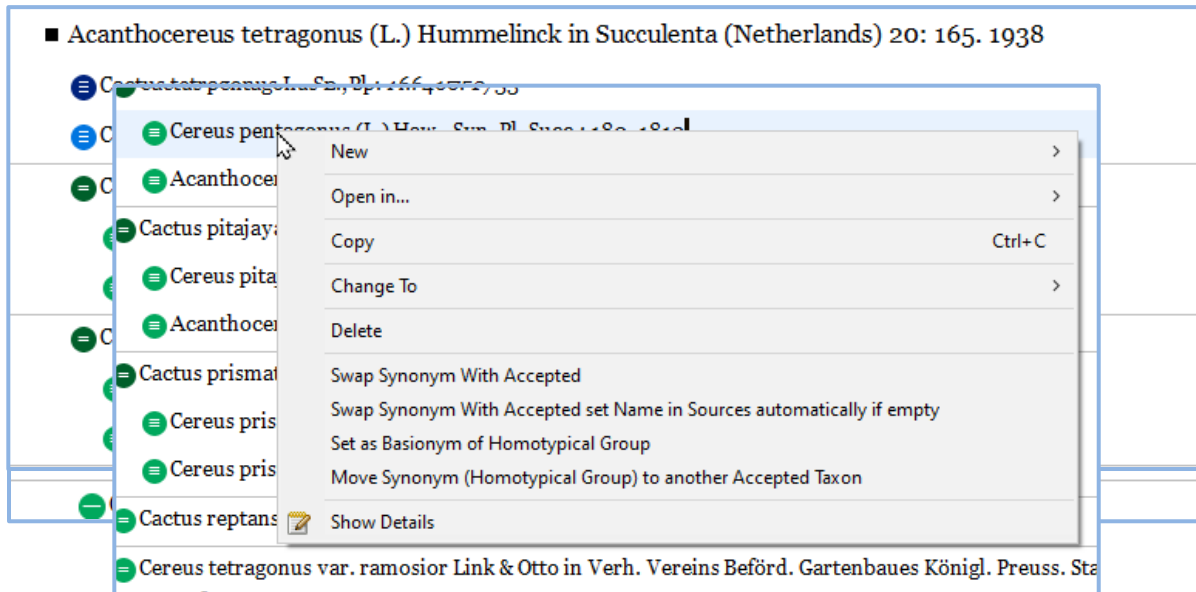 Acanthocereus tetragonus (L.) Hummelinck in Succulenta (Netherlands) 20: 165. 1938
Cereus pentagonus (L.) Haw., Syn. Pl. Succ.: 180. 1812
New
Acanthocer
Open in...
Cactus pitajaya
Copy Ctrl+C
Cereus pita
Change To
Acanthocer
Delete
Cactus prismat
Swap Synonym With Accepted
Swap Synonym With Accepted set Name in Sources automatically if empty
Cereus pris
Set as Basionym of Homotypical Group
Cereus pris
Move Synonym (Homotypical Group) to another Accepted Taxon
Cactus reptans
Show Details
Cereus tetragonus var. ramosior Link & Otto in Verh. Vereins Beförd. Gartenbaues Königl. Preuss. Sta